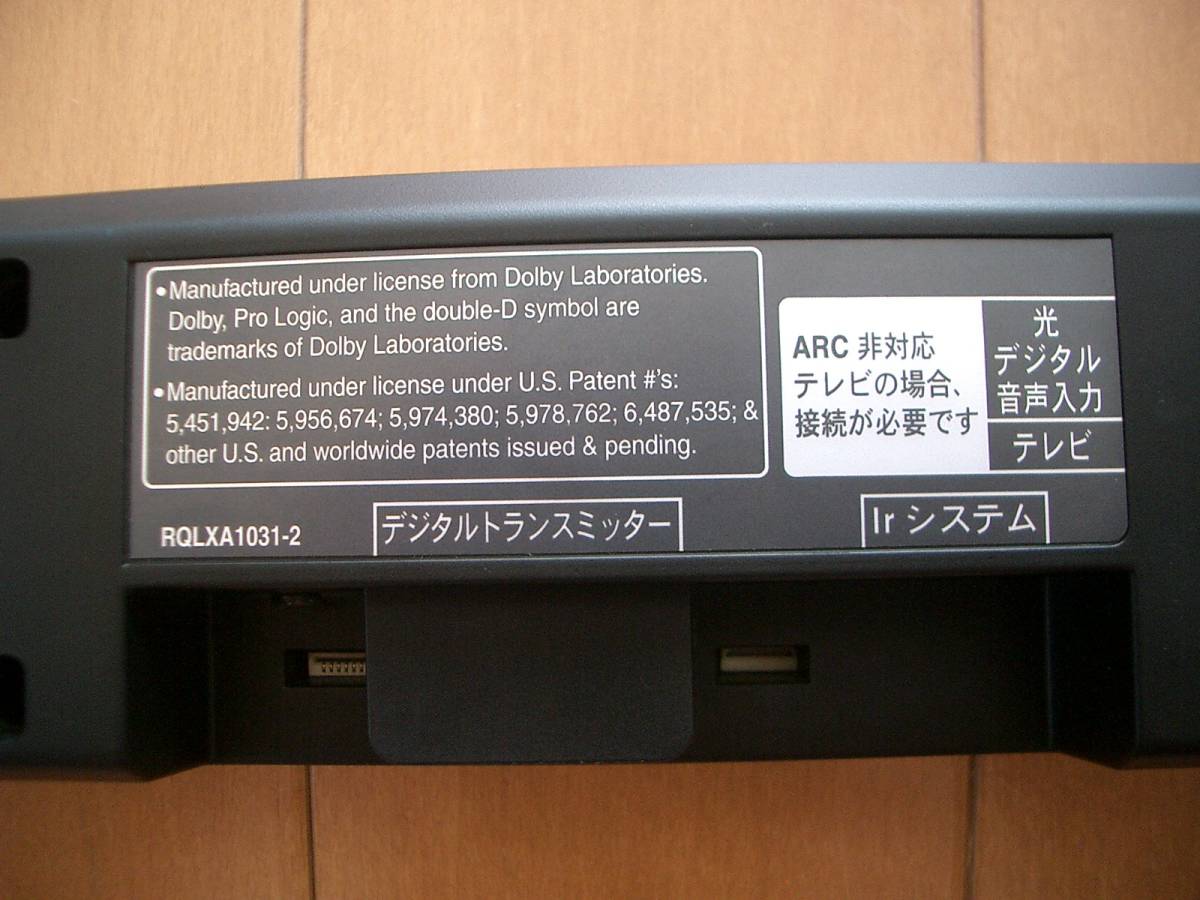 •Manufactured under license from Dolby Laboratories.
Dolby, Pro Logic, and the double-D symbol are
trademarks of Dolby Laboratories.
•Manufactured under license under U.S. Patent #'s:
5,451,942: 5,956,674; 5,974,380; 5,978,762; 6,487,535; &
other U.S. and worldwide patents issued & pending.
ARC 非対応
テレビの場合、
接続が必要です
光
デジタル
音声入力
テレビ
RQLXA1031-2
デジタルトランスミッター
Ir システム